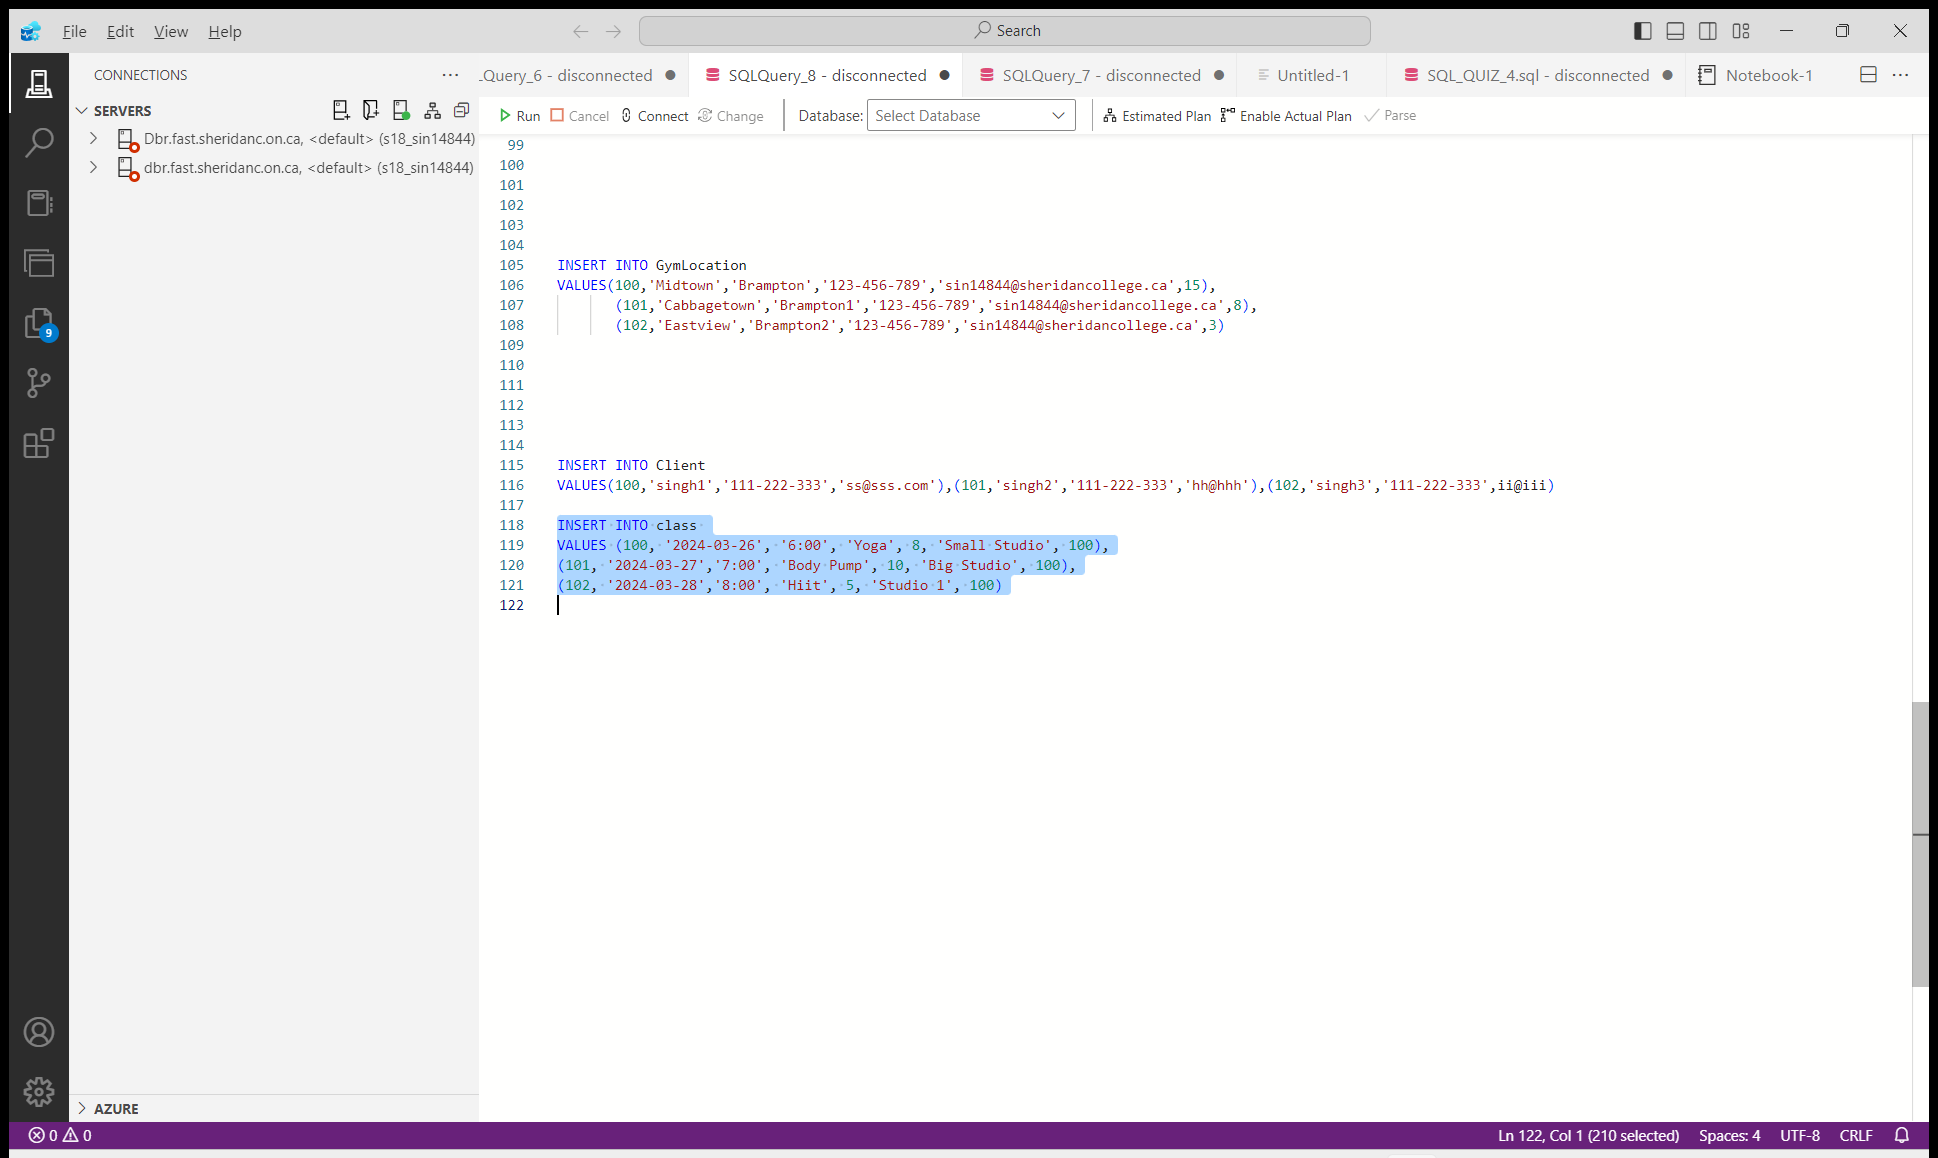 File Edit View Help
Search
CONNECTIONS
.Query_6 - disconnected
SQLQuery_8 - disconnected
SQLQuery_7 - disconnected
Untitled-1
SQL_QUIZ_4.sql - disconnected
Notebook-1
SERVERS
Run Cancel Connect Change Database: Select Database Estimated Plan Enable Actual Plan Parse
Dbr.fast.sheridanc.on.ca, <default> (s18_sin14844)
dbr.fast.sheridanc.on.ca, <default> (s18_sin14844)
99
100
101
102
103
104
105 INSERT INTO GymLocation
106 VALUES(100,'Midtown','Brampton','123-456-789','sin14844@sheridancollege.ca',15),
107 (101,'Cabbagetown','Brampton1','123-456-789','sin14844@sheridancollege.ca',8),
108 (102,'Eastview','Brampton2','123-456-789','sin14844@sheridancollege.ca',3)
109
110
111
112
113
114
115 INSERT INTO Client
116 VALUES(100,'singh1','111-222-333','ss@sss.com'),(101,'singh2','111-222-333','hh@hhh'),(102,'singh3','111-222-333',ii@iii)
117
118 INSERT INTO class
119 VALUES (100, '2024-03-26', '6:00', 'Yoga', 8, 'Small Studio', 100),
120 (101, '2024-03-27','7:00', 'Body Pump', 10, 'Big Studio', 100),
121 (102, '2024-03-28','8:00', 'Hiit', 5, 'Studio 1', 100)
122
9
AZURE
0 0
Ln 122, Col 1 (210 selected) Spaces: 4 UTF-8 CRLF